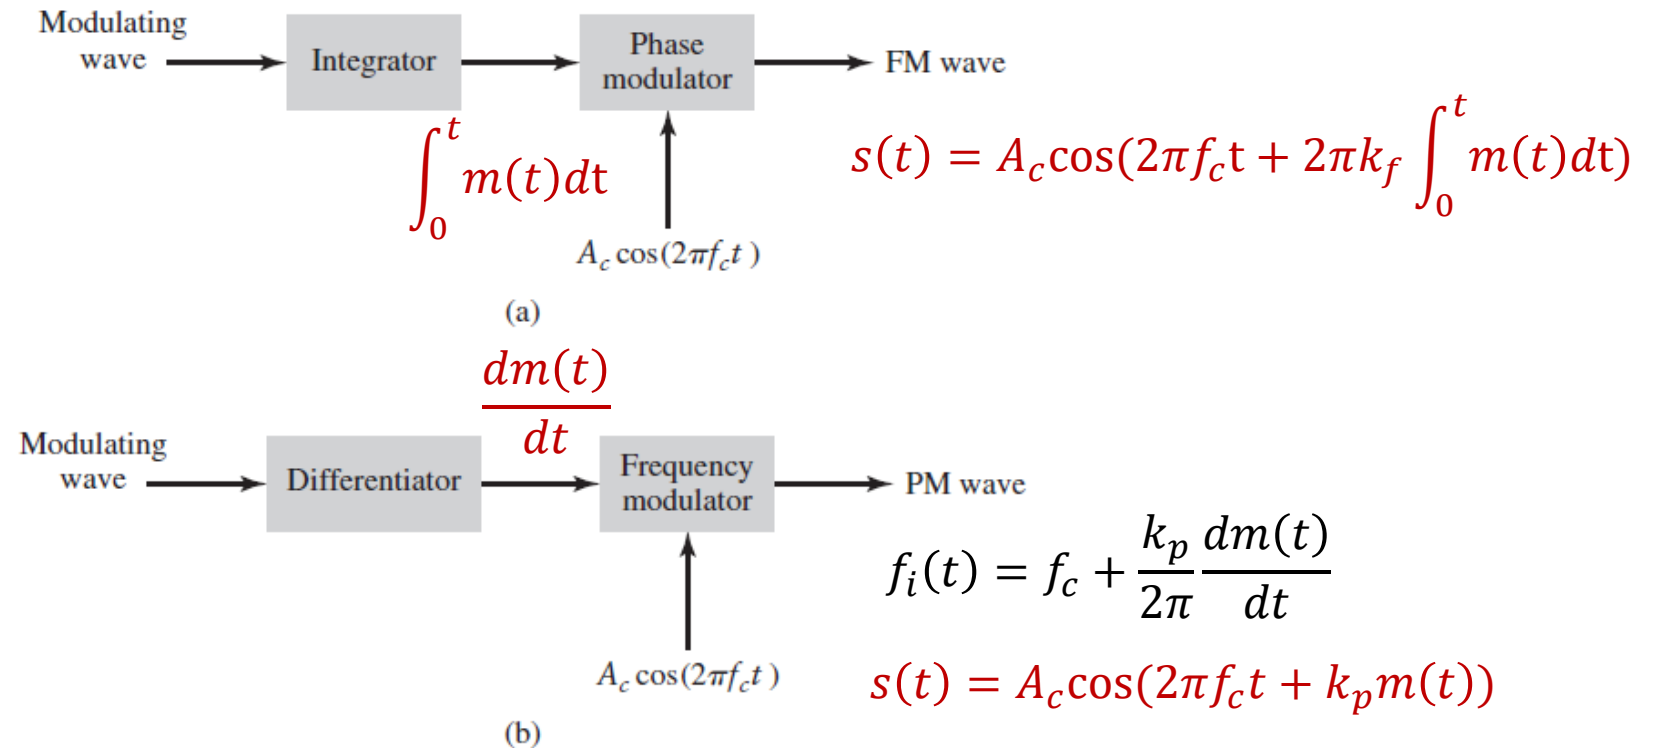 Modulating
wave
Integrator
Phase
modulator
FM wave
∫₀ᵗ m(t)dt
s(t) = A_c cos(2πf_c t + 2πk_f ∫₀ᵗ m(t)dt)
A_c cos(2πf_c t )
(a)
dm(t)
dt
Modulating
wave
Differentiator
Frequency
modulator
PM wave
f_i(t) = f_c + k_p/2π dm(t)/dt
A_c cos(2πf_c t )
s(t) = A_c cos(2πf_c t + k_p m(t))
(b)